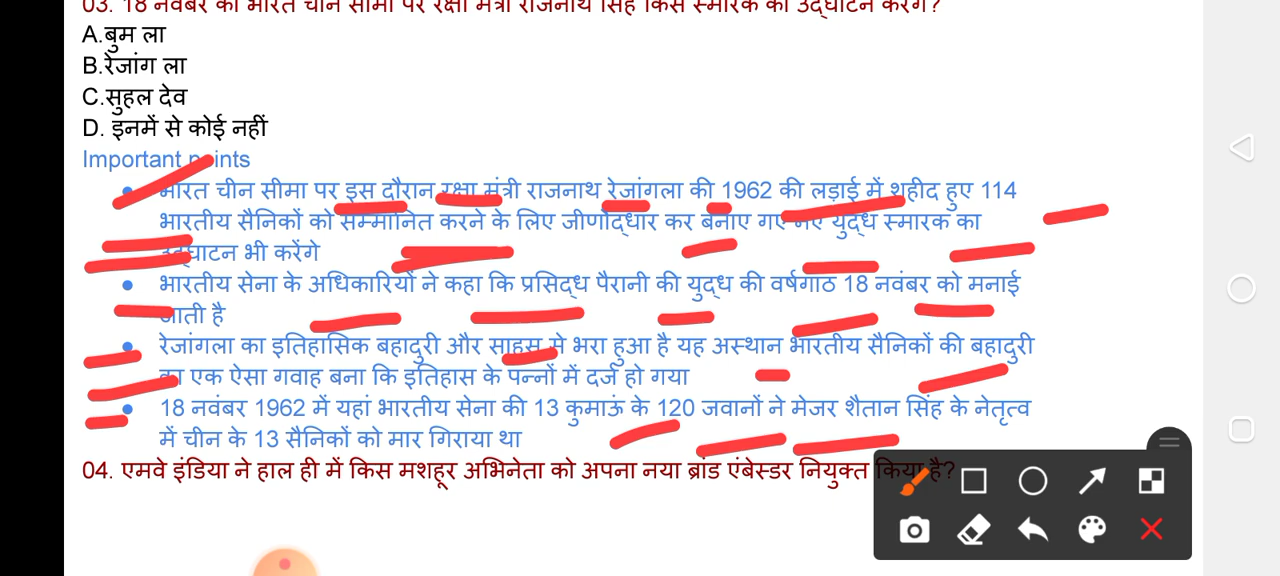 03. 18 नवंबर को भारत चीन सीमा पर रक्षा मंत्री राजनाथ सिंह किस स्मारक का उद्घाटन करेंगे?
A.बुम ला
B.रेजांग ला
C.सुहल देव
D. इनमें से कोई नहीं
Important points
भारत चीन सीमा पर इस दौरान रक्षा मंत्री राजनाथ रेजांगला की 1962 की लड़ाई में शहीद हुए 114
भारतीय सैनिकों को सम्मानित करने के लिए जीर्णोद्धार कर बनाए गए नए युद्ध स्मारक का
उद्घाटन भी करेंगे
भारतीय सेना के अधिकारियों ने कहा कि प्रसिद्ध पैरानी की युद्ध की वर्षगाठ 18 नवंबर को मनाई
जाती है
रेजांगला का इतिहासिक बहादुरी और साहस से भरा हुआ है यह अस्थान भारतीय सैनिकों की बहादुरी
का एक ऐसा गवाह बना कि इतिहास के पन्नों में दर्ज हो गया
18 नवंबर 1962 में यहां भारतीय सेना की 13 कुमाऊं के 120 जवानों ने मेजर शैतान सिंह के नेतृत्व
में चीन के 13 सैनिकों को मार गिराया था
04. एमवे इंडिया ने हाल ही में किस मशहूर अभिनेता को अपना नया ब्रांड एंबेस्डर नियुक्त किया है?